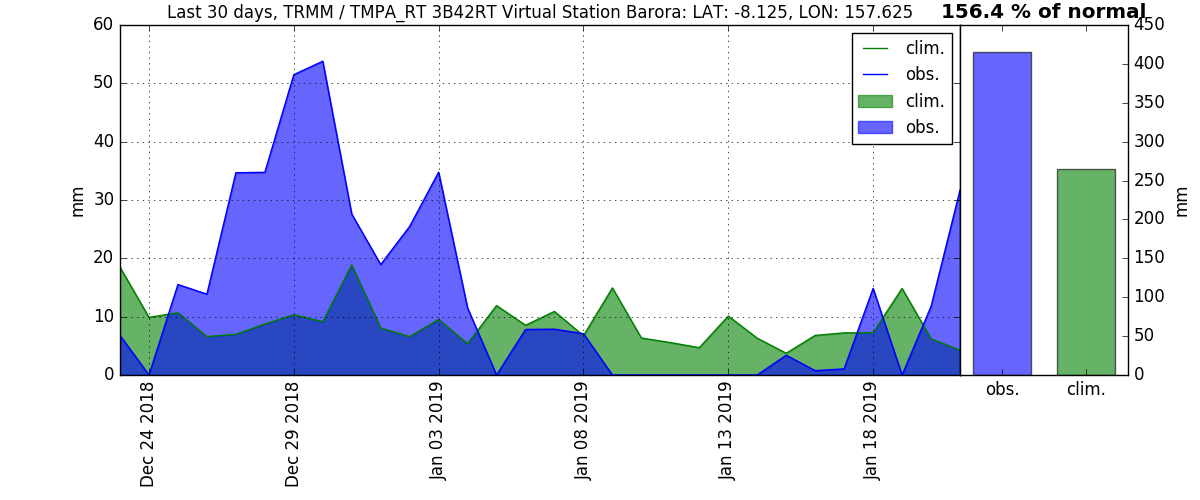 Last 30 days, TRMM / TMPA_RT 3B42RT Virtual Station Barora: LAT: -8.125, LON: 157.625
156.4 % of normal
clim.
obs.
clim.
obs.
60
50
40
30
20
10
0
mm
Dec 24 2018
Dec 29 2018
Jan 03 2019
Jan 08 2019
Jan 13 2019
Jan 18 2019
450
400
350
300
250
200
150
100
50
0
mm
obs.
clim.